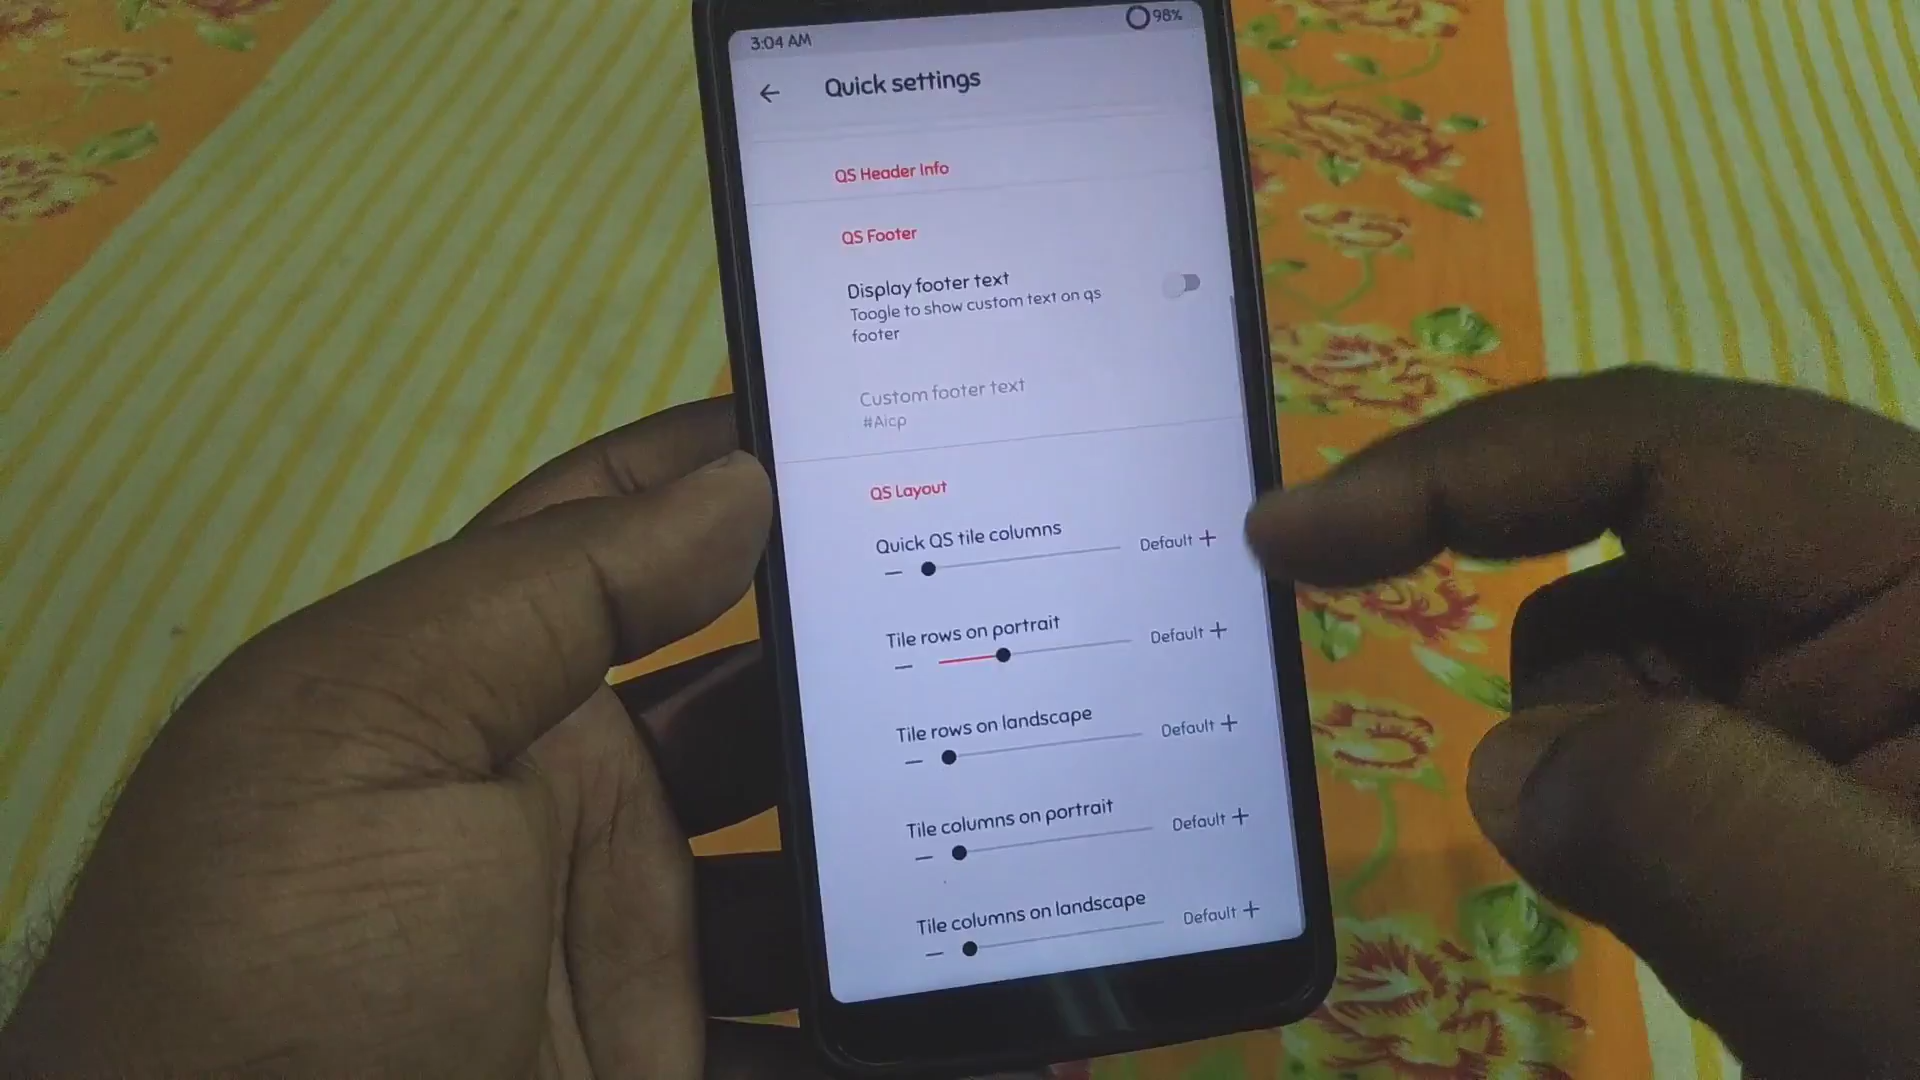 3:04 AM
98%
Quick settings
QS Header Info
QS Footer
Display footer text
Toogle to show custom text on qs
footer
Custom footer text
#Aicp
QS Layout
Quick QS tile columns
Default
Tile rows on portrait
Default
Tile rows on landscape
Default
Tile columns on portrait
Default
Tile columns on landscape
Default